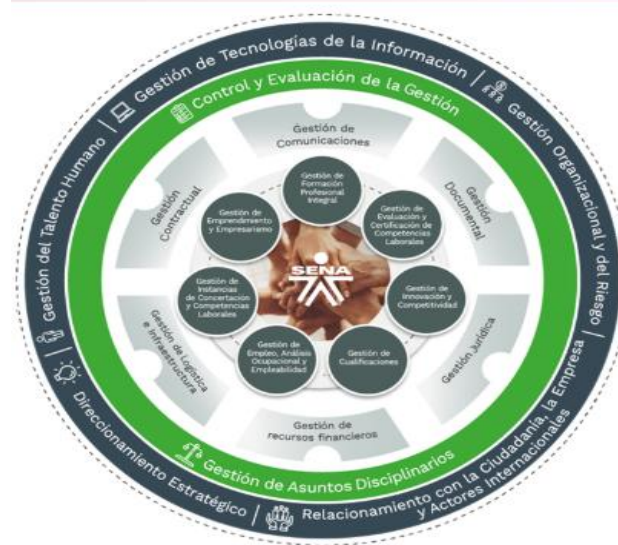 Gestión de Tecnologías de la Información
Gestión Organizacional y del Riesgo
Relacionamiento con la Ciudadanía, la Empresa
y Actores Internacionales
Direccionamiento Estratégico
Gestión del Talento Humano
Control y Evaluación de la Gestión
Gestión de Asuntos Disciplinarios
Gestión de
Comunicaciones
Gestión
Documental
Gestión Jurídica
Gestión de
recursos financieros
Gestión de Logística
e Infraestructura
Gestión
Contractual
Gestión de
Formación
Profesional
Integral
Gestión de
Evaluación y
Certificación de
Competencias
Laborales
Gestión de
Innovación y
Competitividad
Gestión de
Cualificaciones
Gestión de
Empleo, Análisis
Ocupacional y
Empleabilidad
Gestión de
Instancias
de Concertación
y Competencias
Laborales
Gestión de
Emprendimiento
y Empresarismo
SENA